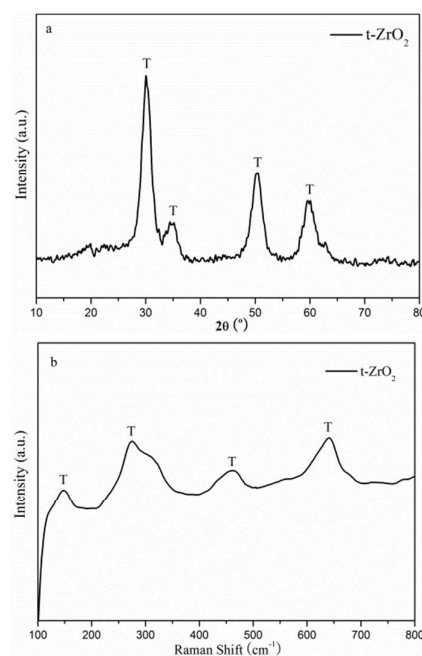 a
t-ZrO2
T
T
T
T
Intensity (a.u.)
10 20 30 40 50 60 70 80
2θ (°)
b
t-ZrO2
T
T
T
T
Intensity (a.u.)
100 200 300 400 500 600 700 800
Raman Shift (cm-1)